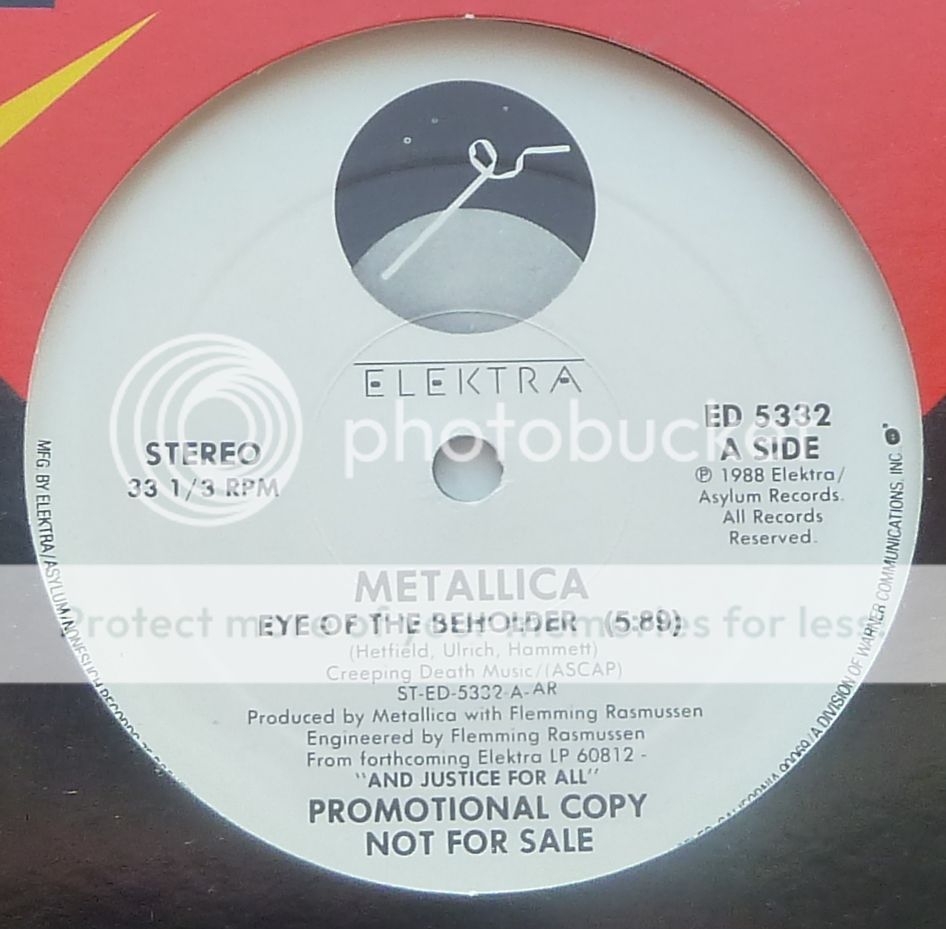 ELEKTRA
STEREO
33 1/3 RPM
ED 5332
A SIDE
℗ 1988 Elektra/
Asylum Records.
All Records
Reserved.
photobucket
METALLICA
EYE OF THE BEHOLDER (5:89)
(Hetfield, Ulrich, Hammett)
Creeping Death Music/(ASCAP)
ST-ED-5332-A-AR
Produced by Metallica with Flemming Rasmussen
Engineered by Flemming Rasmussen
From forthcoming Elektra LP 60812 -
"AND JUSTICE FOR ALL"
PROMOTIONAL COPY
NOT FOR SALE
Protect more of your memories for less.
MFG. BY ELEKTRA/ASYLUM/NONESUCH
CALIFORNIA 90069/A DIVISION OF WARNER COMMUNICATIONS, INC.